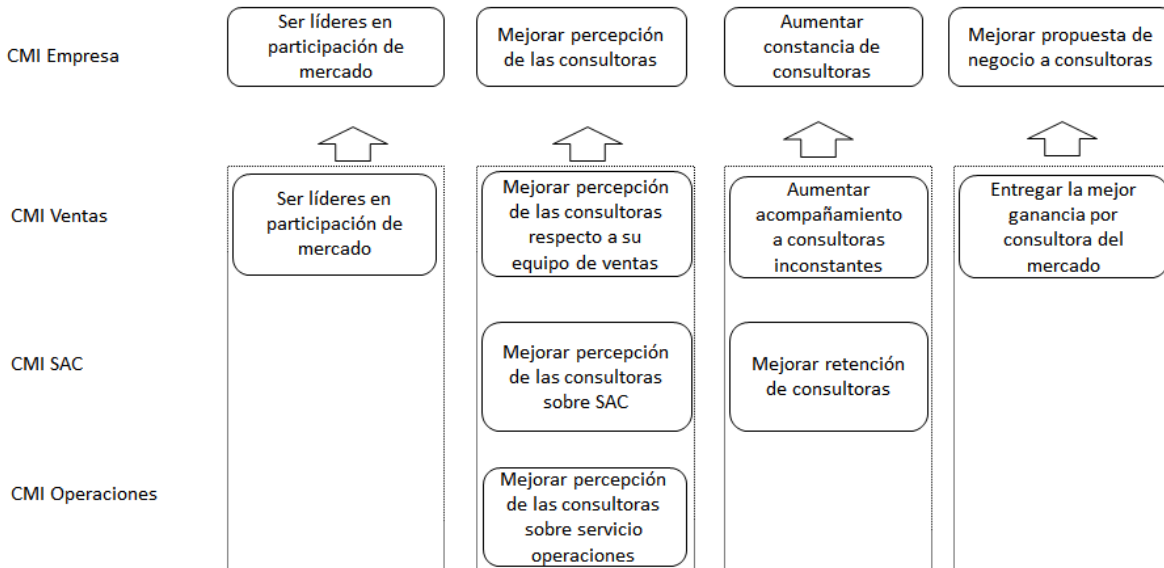 CMI Empresa
Ser líderes en
participación de
mercado
Mejorar percepción
de las consultoras
Aumentar
constancia de
consultoras
Mejorar propuesta de
negocio a consultoras
CMI Ventas
Ser líderes en
participación de
mercado
Mejorar percepción
de las consultoras
respecto a su
equipo de ventas
Aumentar
acompañamiento
a consultoras
inconstantes
Entregar la mejor
ganancia por
consultora del
mercado
CMI SAC
Mejorar percepción
de las consultoras
sobre SAC
Mejorar retención
de consultoras
CMI Operaciones
Mejorar percepción
de las consultoras
sobre servicio
operaciones